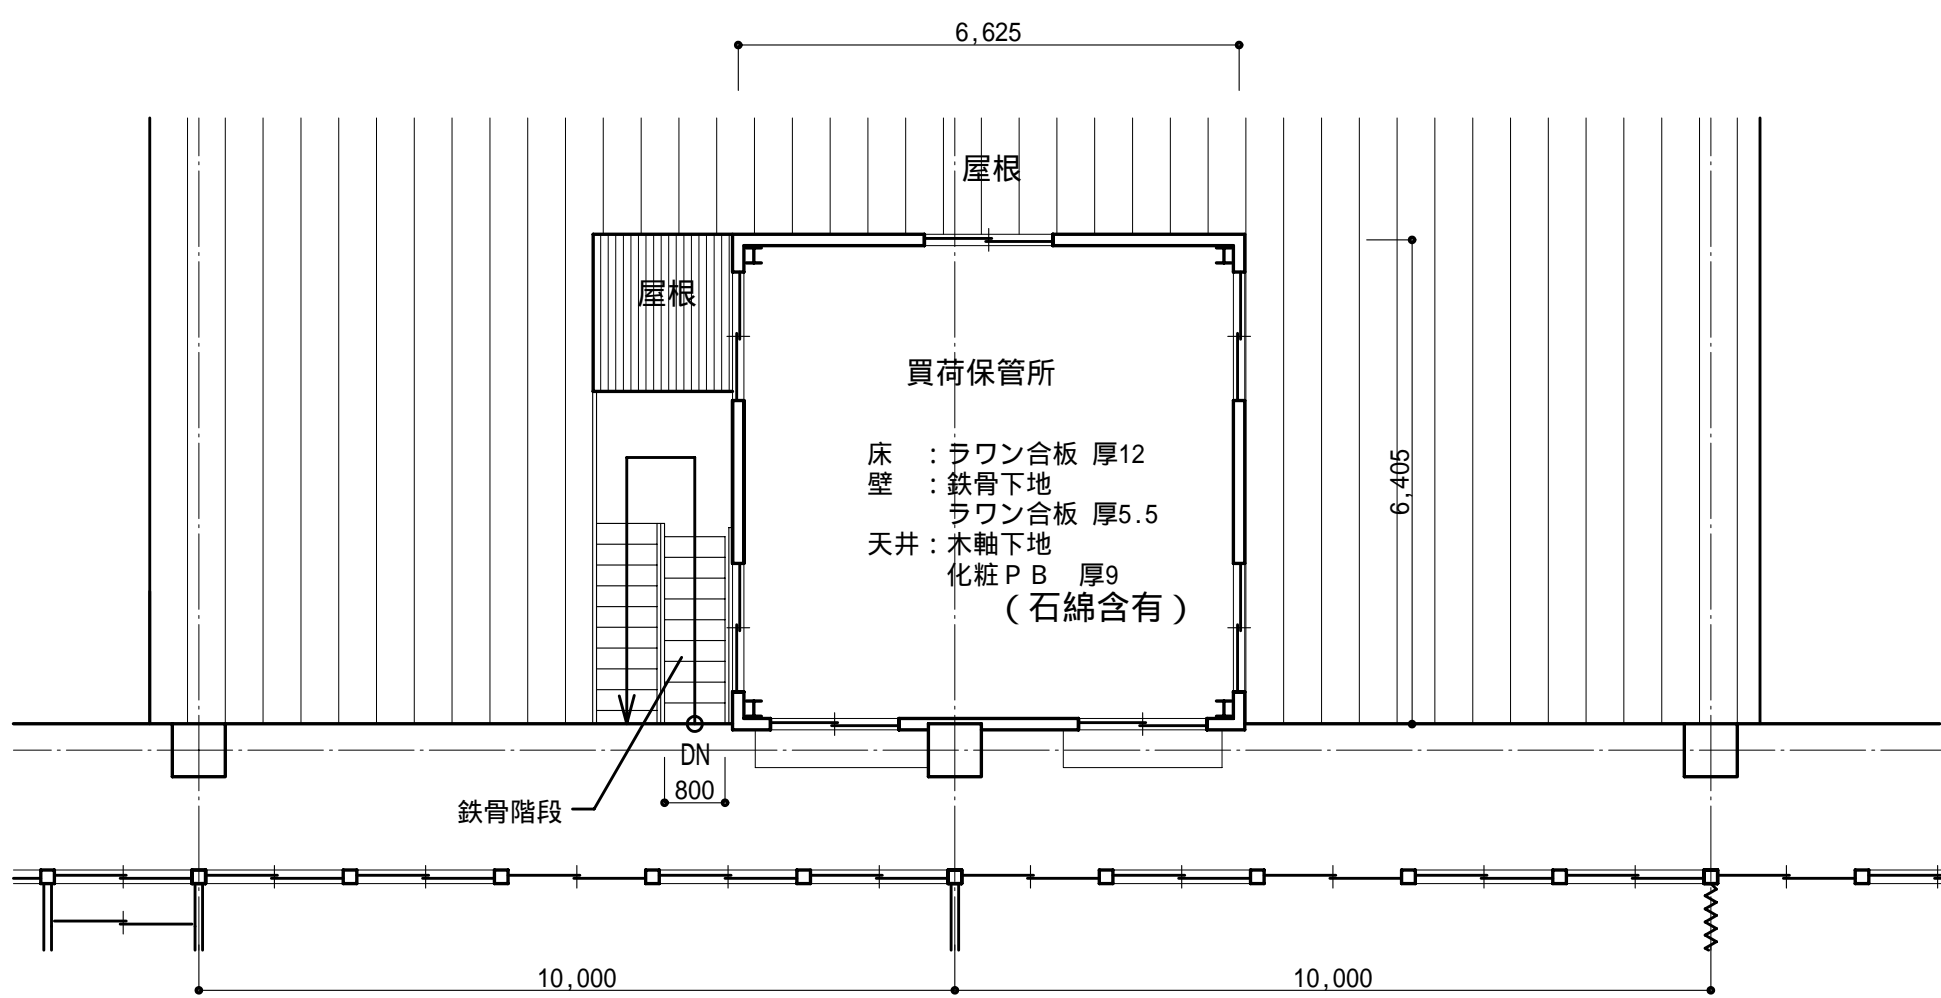 6,625
屋根
屋根
買荷保管所
床 :ラワン合板 厚12
壁 :鉄骨下地
ラワン合板 厚5.5
天井:木軸下地
化粧PB 厚9
(石綿含有)
6,405
DN
800
鉄骨階段
10,000
10,000